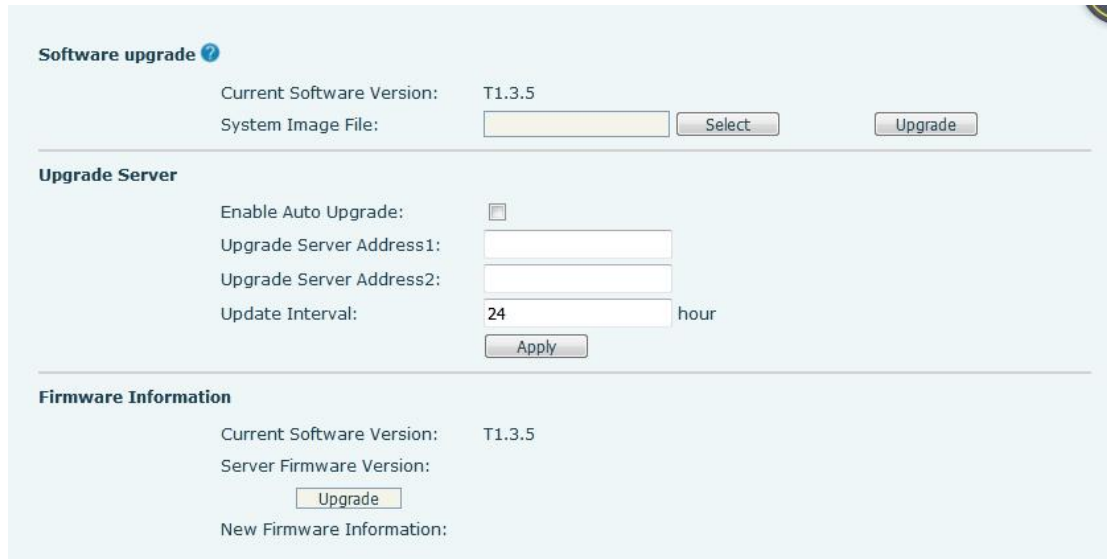 Software upgrade ?
Current Software Version: T1.3.5
System Image File: Select Upgrade
Upgrade Server
Enable Auto Upgrade:
Upgrade Server Address1:
Upgrade Server Address2:
Update Interval: 24 hour
Apply
Firmware Information
Current Software Version: T1.3.5
Server Firmware Version:
Upgrade
New Firmware Information: